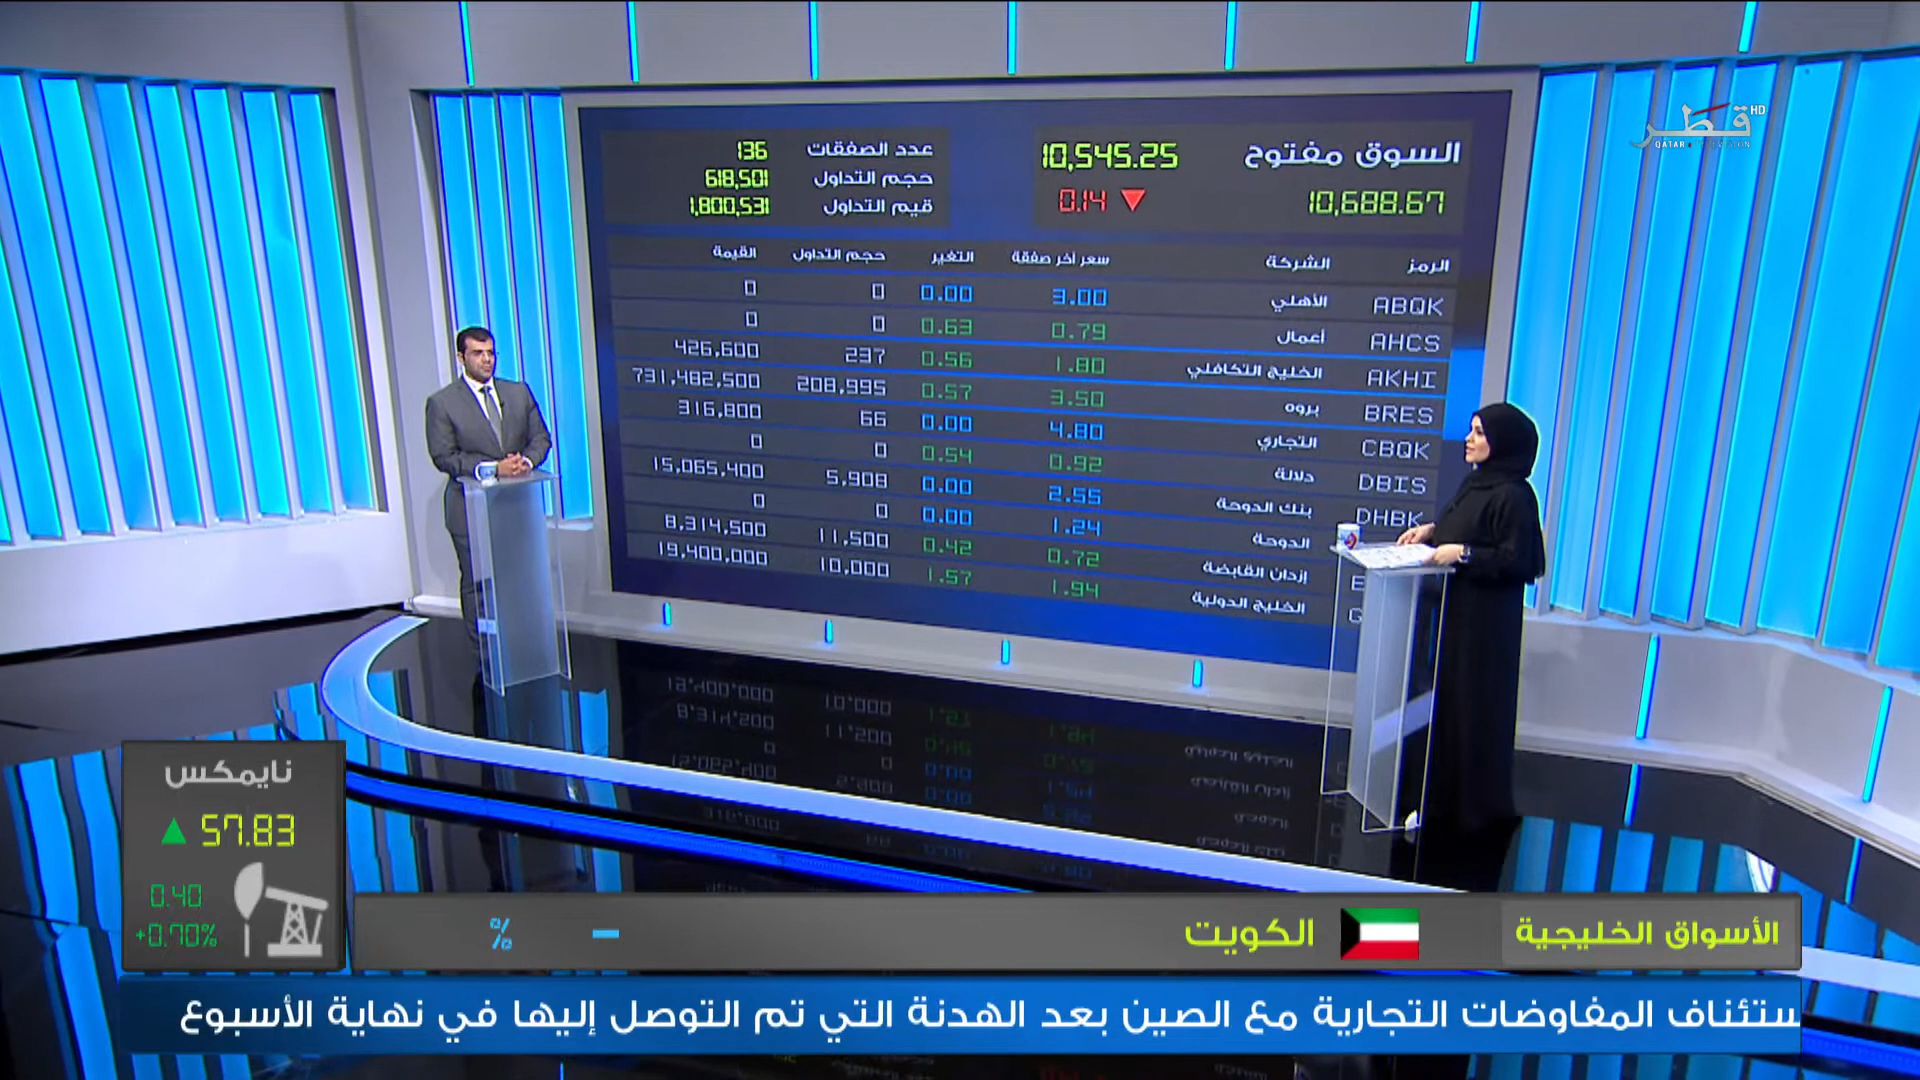 قطر HD
QATAR TELEVISION
السوق مفتوح 10,545.25
10,688.67 ▼ 0.14
عدد الصفقات 136
حجم التداول 618,501
قيم التداول 1,800,531
الرمز الشركة سعر آخر صفقة التغير حجم التداول القيمة
ABQK الأهلي 3.00 0.00 0 0
AHCS أعمال 0.79 0.63 0 0
AKHI الخليج التكافلي 1.80 0.56 237 426,600
BRES بروه 3.50 0.57 208,995 731,482,500
CBQK التجاري 4.80 0.00 66 316,800
DBIS دلالة 0.92 0.54 0 0
DHBK بنك الدوحة 2.55 0.00 5,908 15,065,400
الدوحة 1.24 0.00 0 0
إزدان القابضة 0.72 0.42 11,500 8,314,500
الخليج الدولية 1.94 1.57 10,000 19,400,000
نايمكس
▲ 57.83
0.40
+0.70%
الأسواق الخليجية الكويت – %
ستئناف المفاوضات التجارية مع الصين بعد الهدنة التي تم التوصل إليها في نهاية الأسبوع